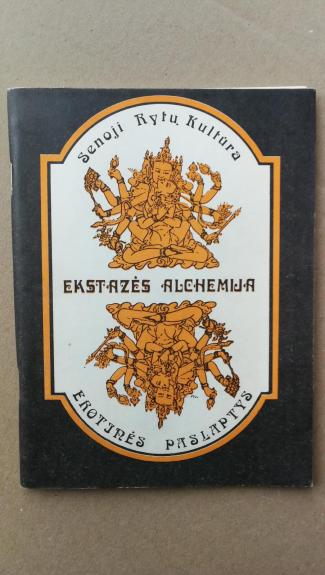 Senoji Rytų Kultūra
EKSTAZĖS ALCHEMIJA
EROTINĖS PASLAPTYS